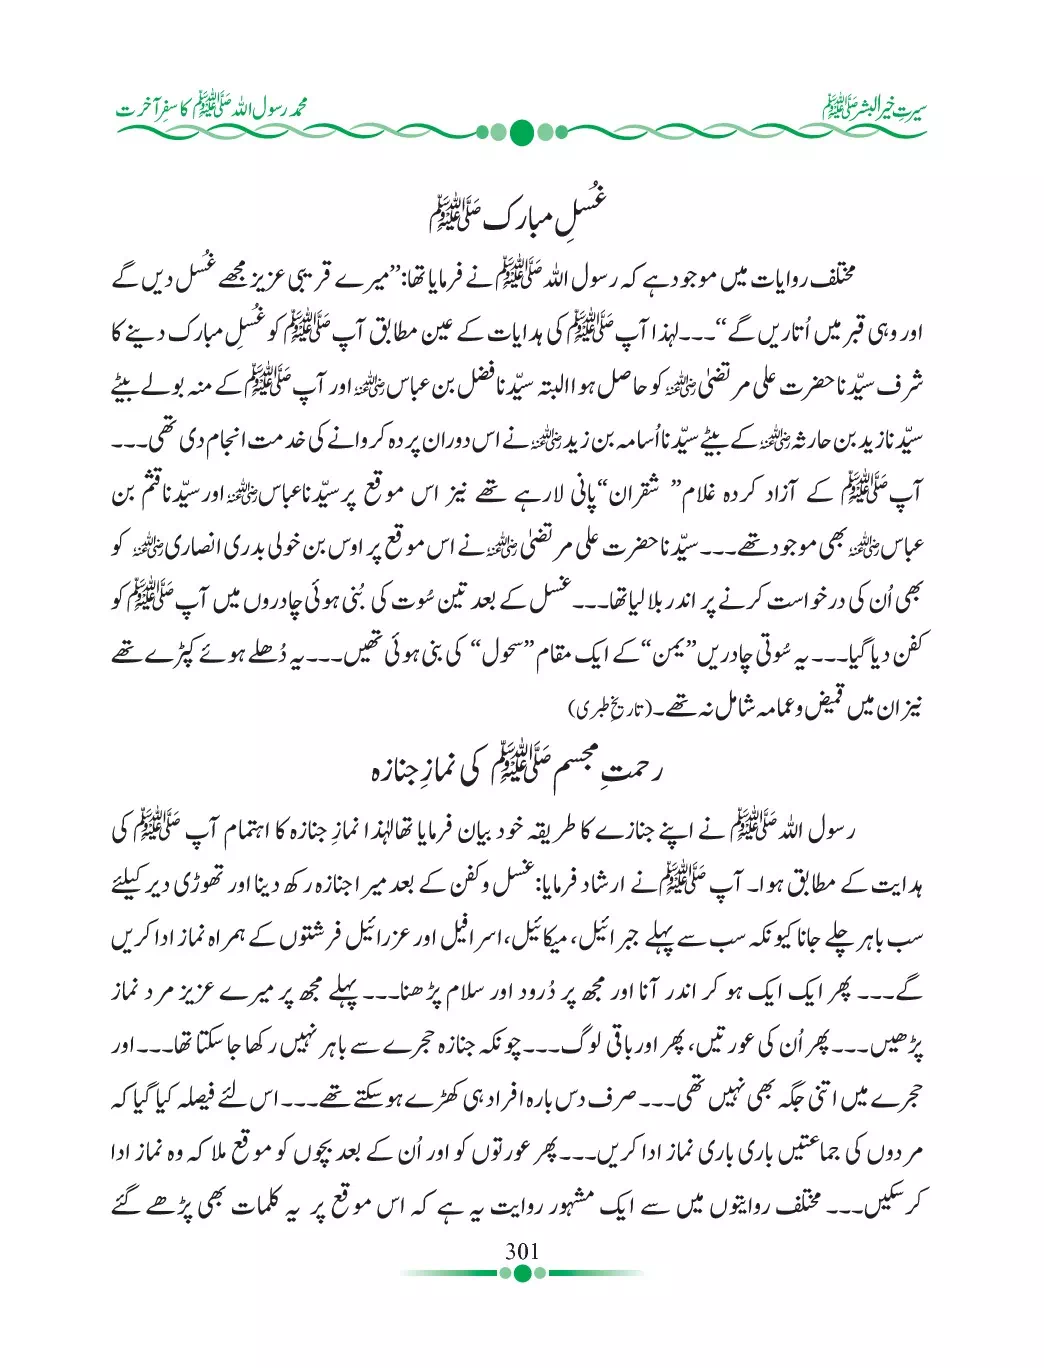 سیرتِ خیر البشر ﷺ
محمد رسول اللہ ﷺ کا سفرِ آخرت
غُسلِ مبارک ﷺ
مختلف روایات میں موجود ہے کہ رسول اللہ ﷺ نے فرمایا تھا:’’میرے قریبی عزیز مجھے غُسل دیں گے
اور وہی قبر میں اُتاریں گے‘‘۔۔۔لہذا آپ ﷺ کی ہدایات کے عین مطابق آپ ﷺ کو غُسلِ مبارک دینے کا
شرف سیّدنا حضرت علی مرتضیٰ رضی اللہ عنہ کو حاصل ہوا البتہ سیّدنا فضل بن عباس رضی اللہ عنہ اور آپ ﷺ کے منہ بولے بیٹے
سیّدنا زید بن حارثہ رضی اللہ عنہ کے بیٹے سیّدنا اُسامہ بن زید رضی اللہ عنہ نے اس دوران پردہ کروانے کی خدمت انجام دی تھی۔۔۔
آپ ﷺ کے آزاد کردہ غلام’’ شقران‘‘پانی لارہے تھے نیز اس موقع پر سیّدنا عباس رضی اللہ عنہ اور سیّدنا قثم بن
عباس رضی اللہ عنہ بھی موجود تھے۔۔۔سیّدنا حضرت علی مرتضیٰ رضی اللہ عنہ نے اس موقع پر اوس بن خولی بدری انصاری رضی اللہ عنہ کو
بھی اُن کی درخواست کرنے پر اندر بلا لیا تھا۔۔۔غسل کے بعد تین سُوت کی بُنی ہوئی چادروں میں آپ ﷺ کو
کفن دیا گیا۔۔۔یہ سُوتی چادریں’’یمن‘‘کے ایک مقام’’سحول‘‘ کی بنی ہوئی تھیں۔۔۔یہ دُھلے ہوئے کپڑے تھے
نیز ان میں قمیض و عمامہ شامل نہ تھے۔(تاریخِ طبری)
رحمتِ مجسم ﷺ کی نمازِ جنازہ
رسول اللہ ﷺ نے اپنے جنازے کا طریقہ خود بیان فرمایا تھا لہٰذا نمازِ جنازہ کا اہتمام آپ ﷺ کی
ہدایت کے مطابق ہوا۔ آپ ﷺ نے ارشاد فرمایا:غسل و کفن کے بعد میرا جنازہ رکھ دینا اور تھوڑی دیر کیلئے
سب باہر چلے جانا کیونکہ سب سے پہلے جبرائیل، میکائیل،اسرافیل اور عزرائیل فرشتوں کے ہمراہ نماز ادا کریں
گے۔۔۔ پھر ایک ایک ہو کر اندر آنا اور مجھ پر دُرود اور سلام پڑھنا۔۔۔ پہلے مجھ پر میرے عزیز مرد نماز
پڑھیں۔۔۔پھر اُن کی عورتیں، پھر اور باقی لوگ۔۔۔چونکہ جنازہ حجرے سے باہر نہیں رکھا جا سکتا تھا۔۔۔اور
حجرے میں اتنی جگہ بھی نہیں تھی۔۔۔صرف دس بارہ افراد ہی کھڑے ہو سکتے تھے۔۔۔اس لئے فیصلہ کیا گیا کہ
مردوں کی جماعتیں باری باری نماز ادا کریں۔۔۔پھر عورتوں کو اور اُن کے بعد بچوں کو موقع ملا کہ وہ نماز ادا
کر سکیں۔۔۔ مختلف روایتوں میں سے ایک مشہور روایت یہ ہے کہ اس موقع پر یہ کلمات بھی پڑھے گئے
301